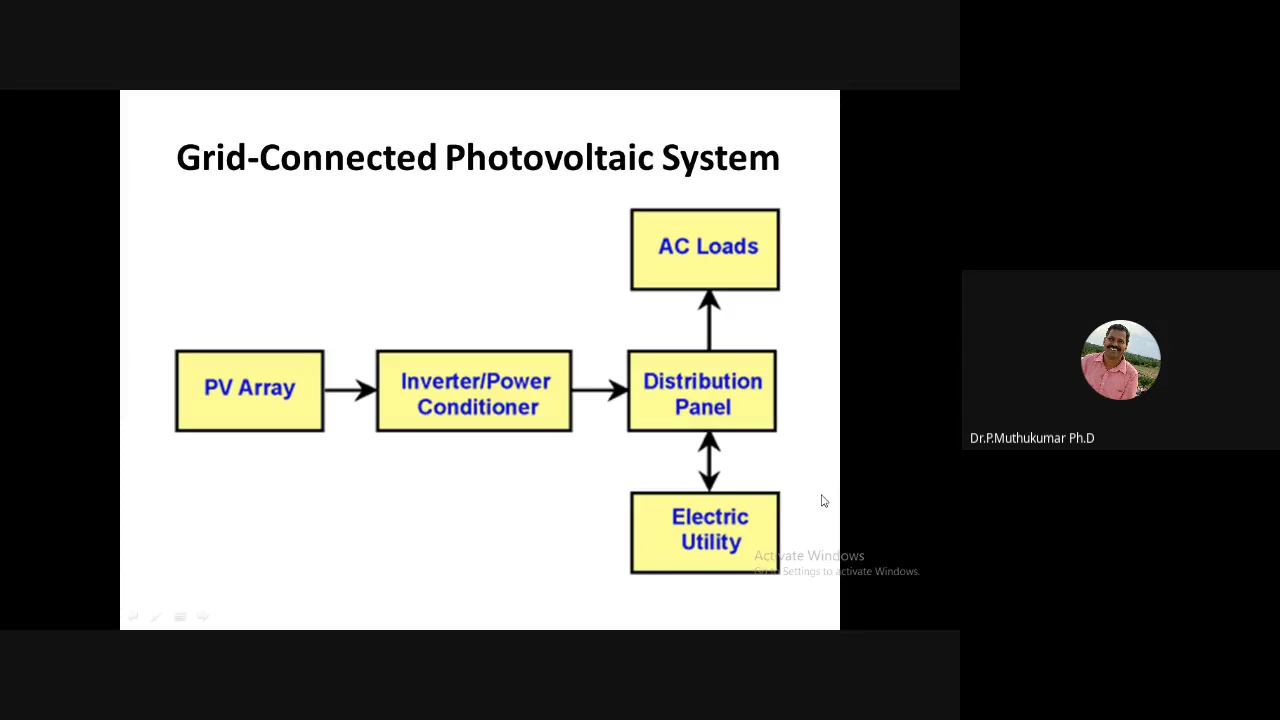 Grid-Connected Photovoltaic System
AC Loads
PV Array
Inverter/Power
Conditioner
Distribution
Panel
Electric
Utility
Dr.P.Muthukumar Ph.D
Activate Windows
Go to Settings to activate Windows.